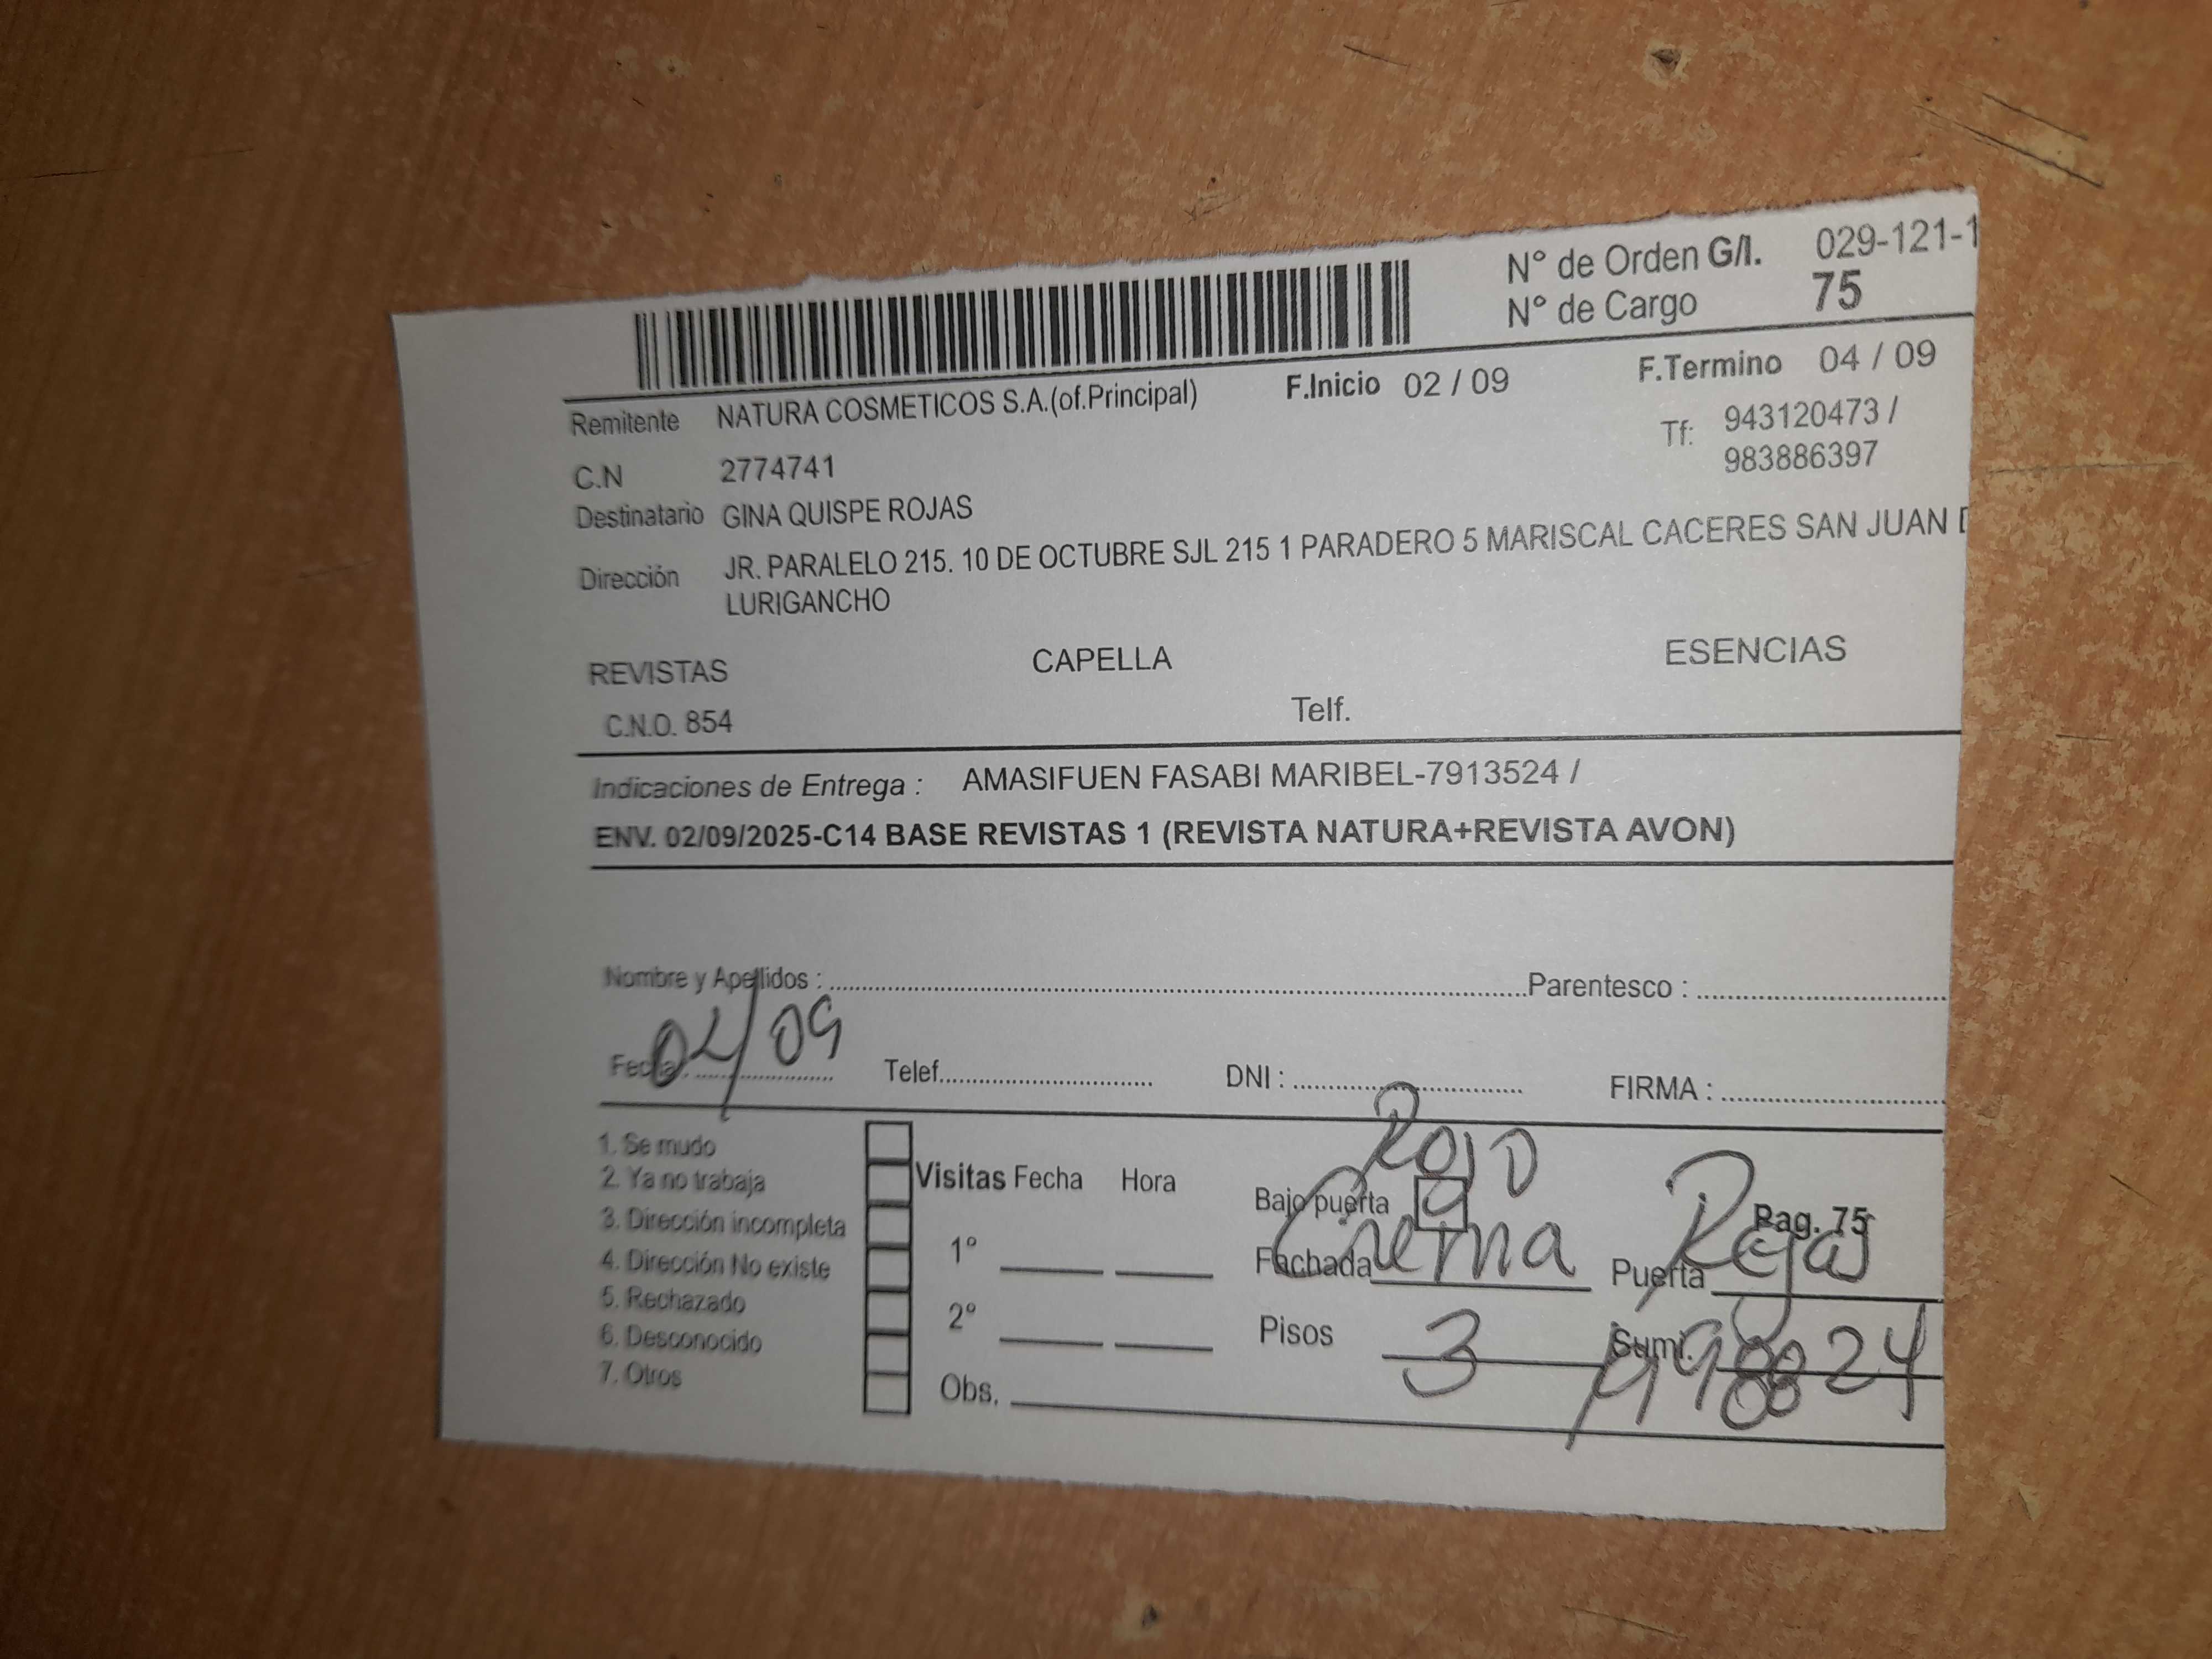 N° de Orden G/I. 029-121-1
N° de Cargo 75
Remitente NATURA COSMETICOS S.A.(of.Principal) F.Inicio 02 / 09 F.Termino 04 / 09
C.N 2774741 Tf: 943120473 /
983886397
Destinatario GINA QUISPE ROJAS
Dirección JR. PARALELO 215. 10 DE OCTUBRE SJL 215 1 PARADERO 5 MARISCAL CACERES SAN JUAN
LURIGANCHO
REVISTAS CAPELLA ESENCIAS
C.N.O. 854 Telf.
Indicaciones de Entrega : AMASIFUEN FASABI MARIBEL-7913524 /
ENV. 02/09/2025-C14 BASE REVISTAS 1 (REVISTA NATURA+REVISTA AVON)
Nombre y Apellidos : Parentesco :
Fecha : 04/09 Telef. DNI : FIRMA :
1. Se mudo
2. Ya no trabaja
3. Dirección incompleta
4. Dirección No existe
5. Rechazado
6. Desconocido
7. Otros
Visitas Fecha Hora
1°
2°
Obs.
Rojo
Bajo puerta Pag. 75
Fachada Crema Puerta Rejas
Pisos 3 Sumi.